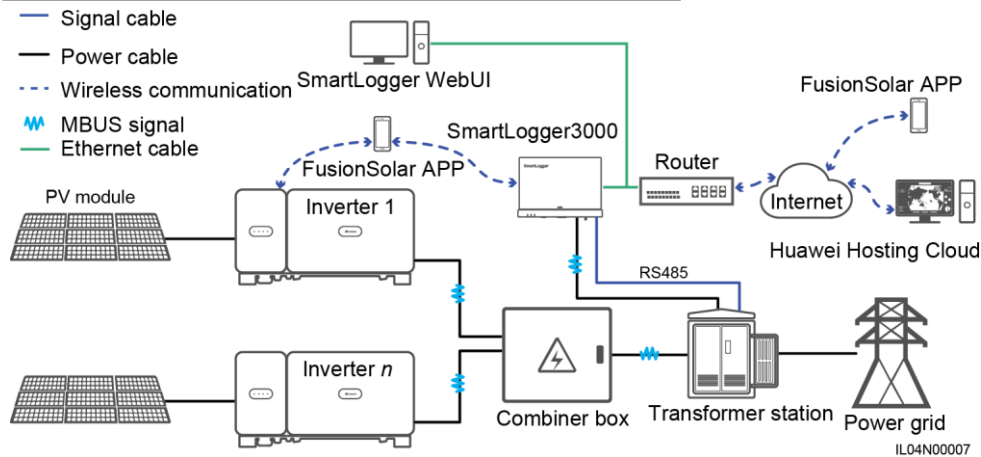 Signal cable
Power cable
Wireless communication
MBUS signal
Ethernet cable
SmartLogger WebUI
FusionSolar APP
SmartLogger3000
FusionSolar APP
Router
SmartLogger
Internet
Huawei Hosting Cloud
PV module
Inverter 1
RS485
Inverter n
Combiner box
Transformer station
Power grid
IL04N00007